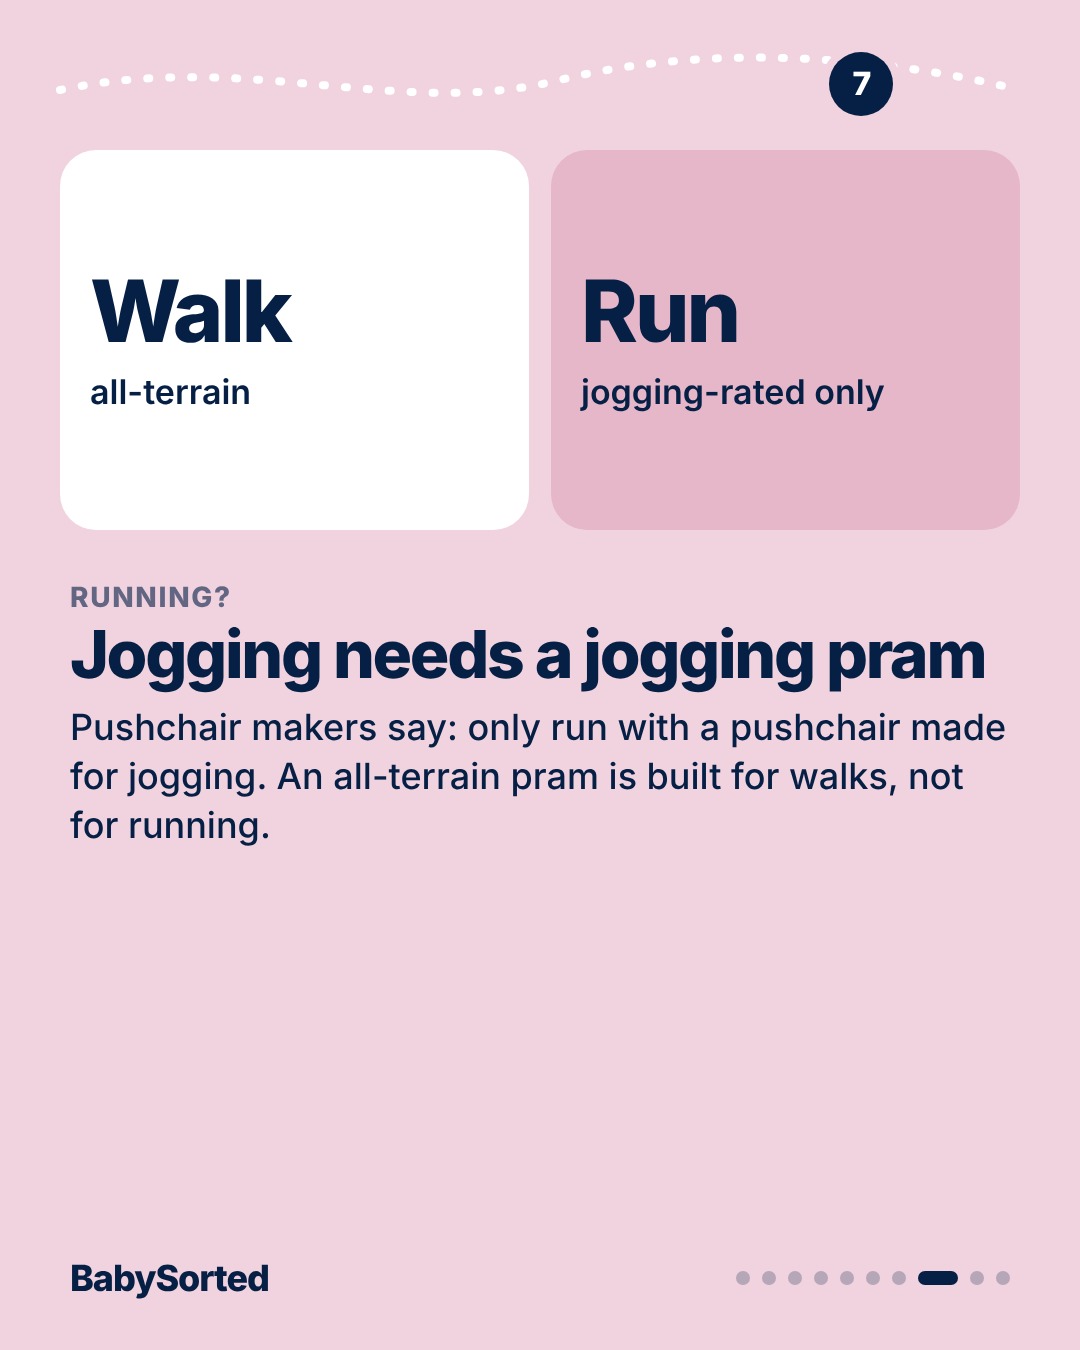 7
Walk
all-terrain
Run
jogging-rated only
RUNNING?
Jogging needs a jogging pram
Pushchair makers say: only run with a pushchair made
for jogging. An all-terrain pram is built for walks, not
for running.
BabySorted